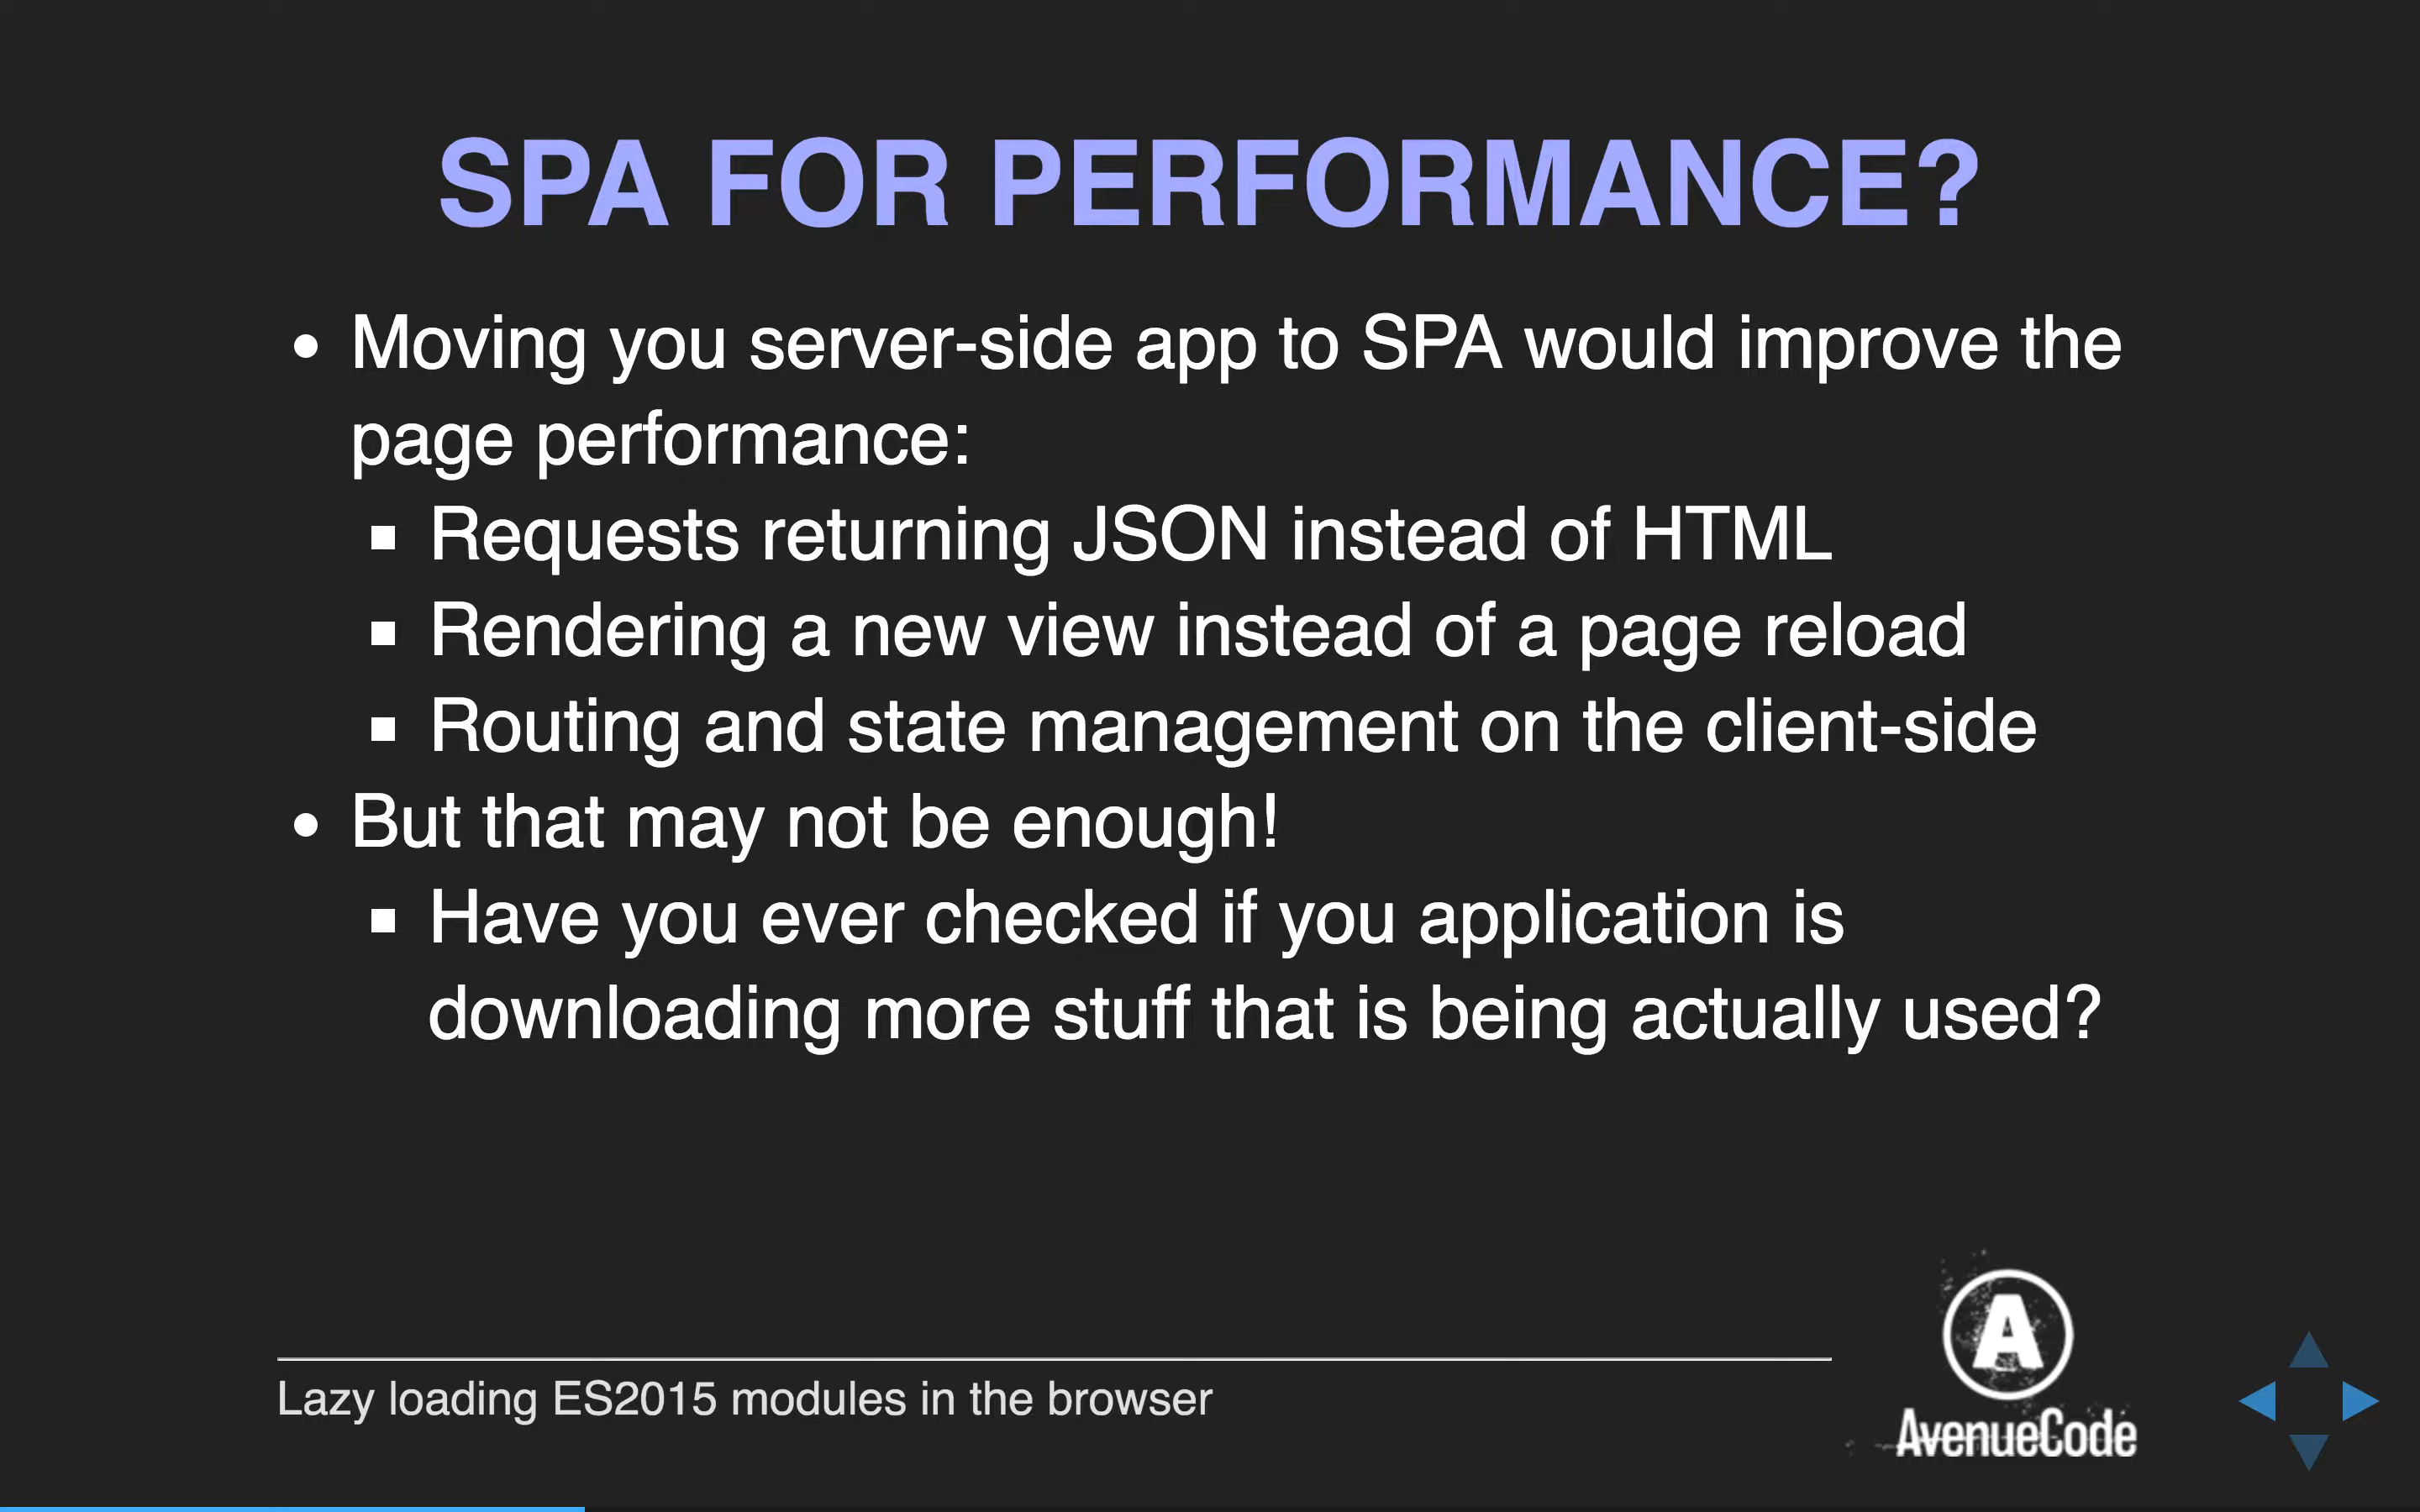 SPA FOR PERFORMANCE?
• Moving you server-side app to SPA would improve the
page performance:
▪ Requests returning JSON instead of HTML
▪ Rendering a new view instead of a page reload
▪ Routing and state management on the client-side
• But that may not be enough!
▪ Have you ever checked if you application is
downloading more stuff that is being actually used?
Lazy loading ES2015 modules in the browser
A
AvenueCode